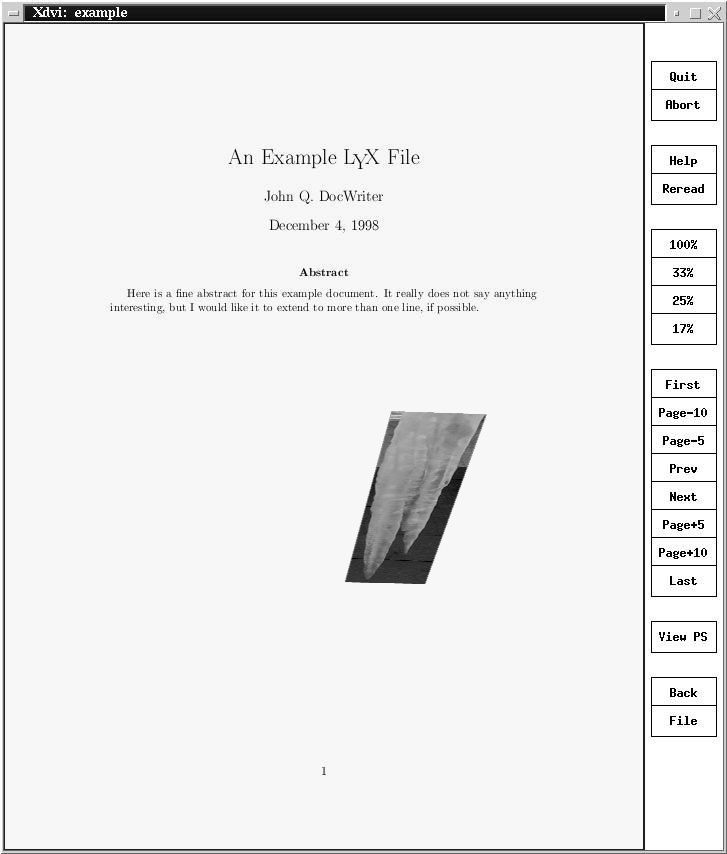 Xdvi: example
An Example LYX File
John Q. DocWriter
December 4, 1998
Abstract
Here is a fine abstract for this example document. It really does not say anything
interesting, but I would like it to extend to more than one line, if possible.
1
Quit
Abort
Help
Reread
100%
33%
25%
17%
First
Page-10
Page-5
Prev
Next
Page+5
Page+10
Last
View PS
Back
File